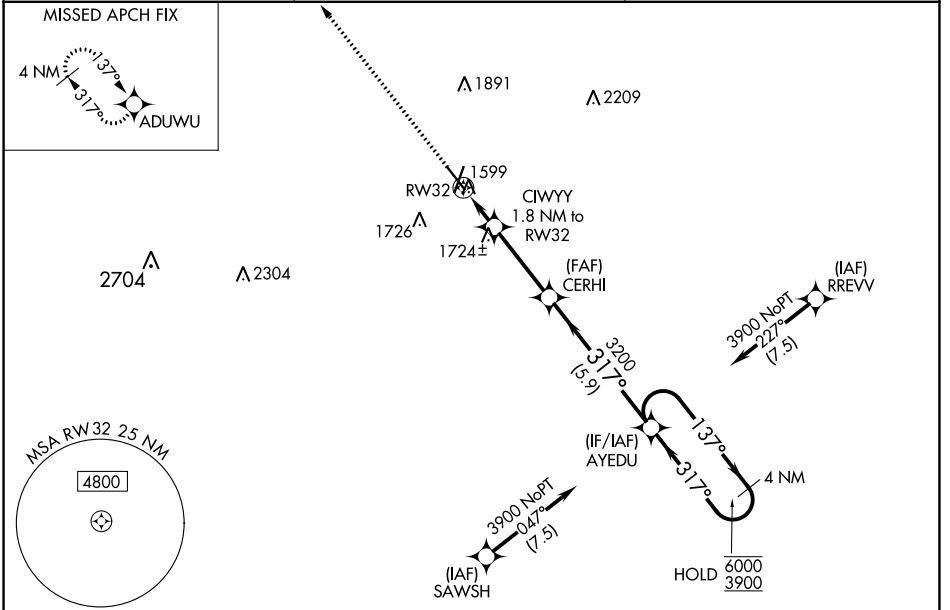 MISSED APCH FIX
4 NM
137°
317°
ADUWU
1891
2209
1599
RW32
CIWYY
1.8 NM to
RW32
1726
1724±
2704
2304
(FAF)
CERHI
(IAF)
RREVV
3900 NoPT
227°
(7.5)
3200
317°
(5.9)
(IF/IAF)
AYEDU
137°
317°
4 NM
MSA RW32 25 NM
4800
3900 NoPT
047°
(7.5)
(IAF)
SAWSH
HOLD 6000
3900